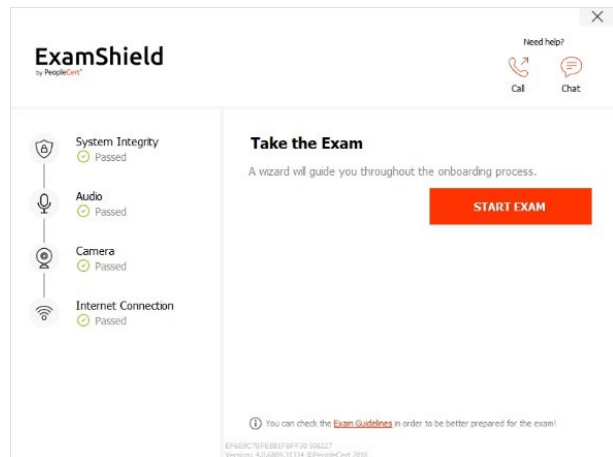 Need help?
ExamShield
by PeopleCert
Call Chat
System Integrity
Passed
Audio
Passed
Camera
Passed
Internet Connection
Passed
Take the Exam
A wizard will guide you throughout the onboarding process.
START EXAM
You can check the Exam Guidelines in order to be better prepared for the exam!
©PeopleCert 2018